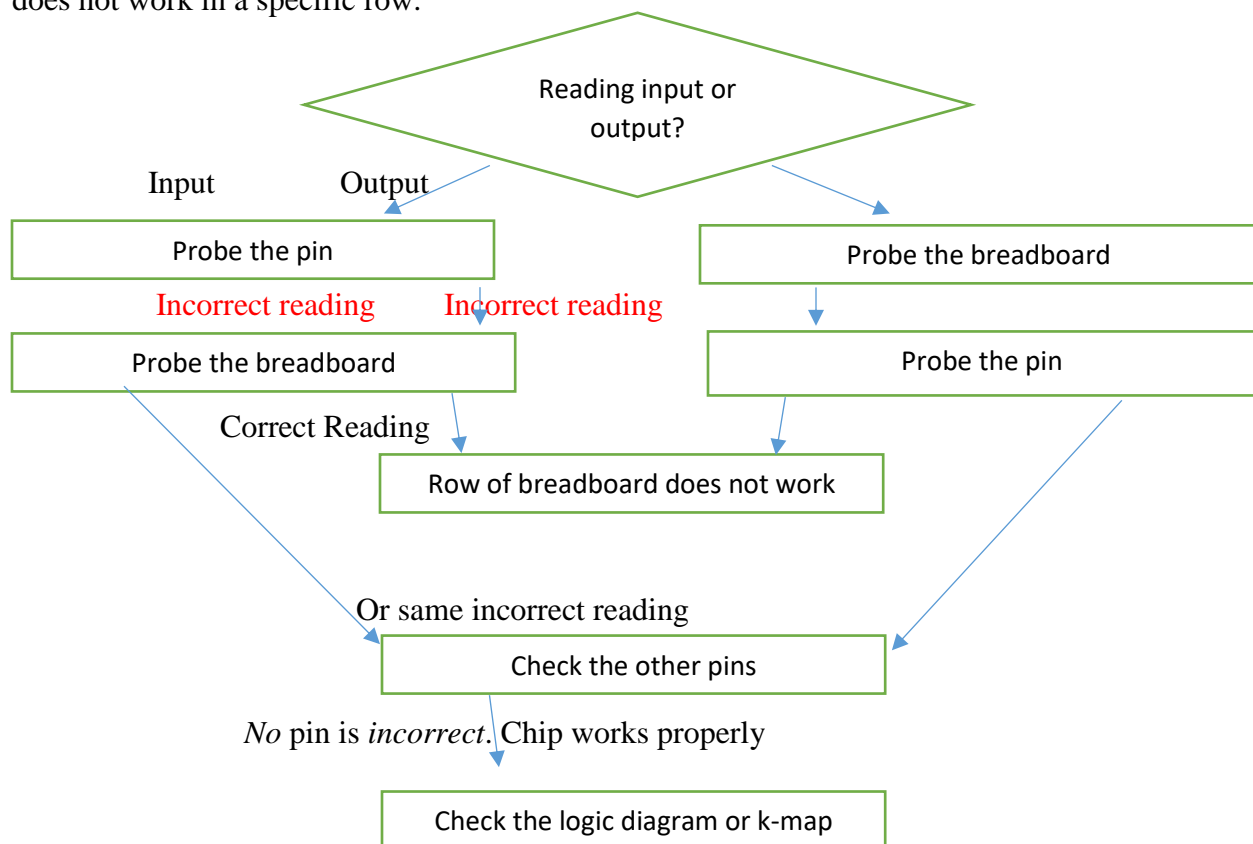 does not work in a specific row.
Reading input or
output?
Input Output
Probe the pin
Probe the breadboard
Incorrect reading Incorrect reading
Probe the breadboard
Probe the pin
Correct Reading
Row of breadboard does not work
Or same incorrect reading
Check the other pins
No pin is incorrect. Chip works properly
Check the logic diagram or k-map